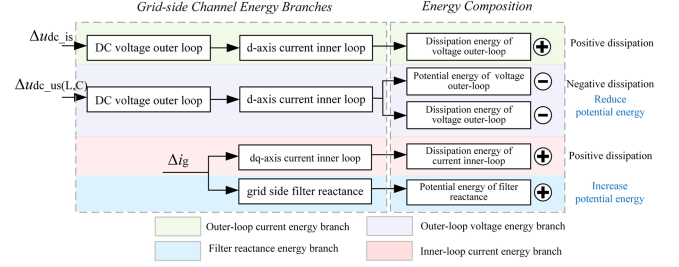 Grid-side Channel Energy Branches
Energy Composition
Δudc_is
DC voltage outer loop
d-axis current inner loop
Dissipation energy of
voltage outer-loop
+
Positive dissipation
Δudc_us(L,C)
DC voltage outer loop
d-axis current inner loop
Potential energy of voltage
outer-loop
−
Dissipation energy of
voltage outer-loop
−
Negative dissipation
Reduce
potential energy
Δig
dq-axis current inner loop
Dissipation energy of
current inner-loop
+
Positive dissipation
grid side filter reactance
Potential energy of filter
reactance
+
Increase
potential energy
Outer-loop current energy branch
Outer-loop voltage energy branch
Filter reactance energy branch
Inner-loop current energy branch